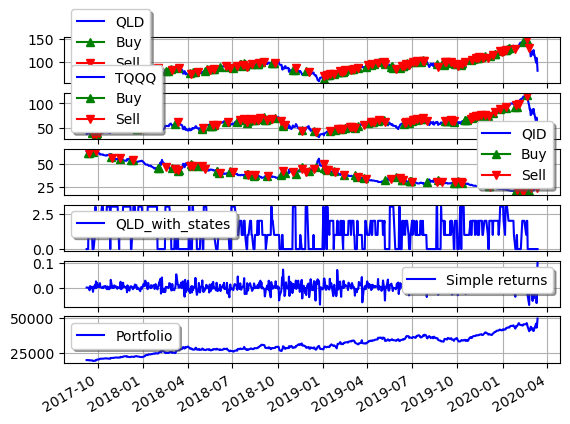 QLD
Buy
Sell
150
100
TQQQ
Buy
Sell
100
50
QID
Buy
Sell
50
25
QLD_with_states
2.5
0.0
Simple returns
0.1
0.0
Portfolio
50000
25000
2017-10
2018-01
2018-04
2018-07
2018-10
2019-01
2019-04
2019-07
2019-10
2020-01
2020-04